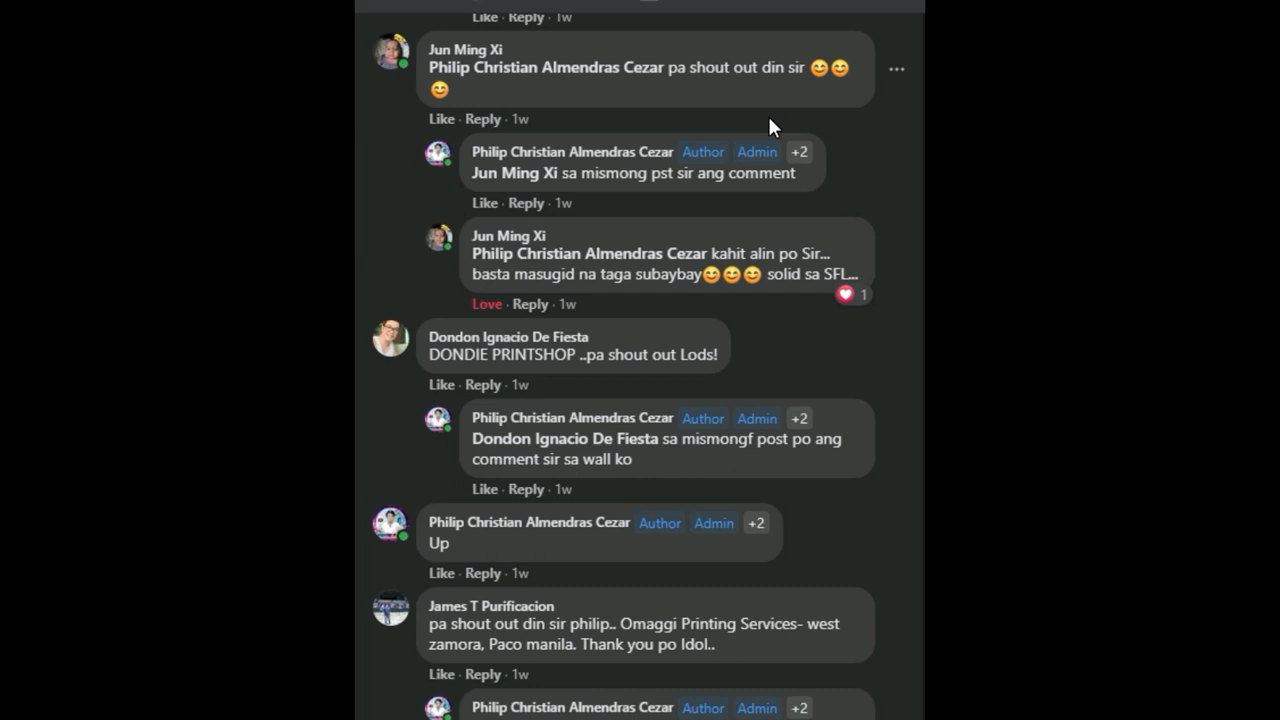 Like · Reply · 1w
Jun Ming Xi
Philip Christian Almendras Cezar pa shout out din sir 😊😊
😊
Like · Reply · 1w
Philip Christian Almendras Cezar Author Admin +2
Jun Ming Xi sa mismong pst sir ang comment
Like · Reply · 1w
Jun Ming Xi
Philip Christian Almendras Cezar kahit alin po Sir...
basta masugid na taga subaybay😊😊😊 solid sa SFL...
1
Love · Reply · 1w
Dondon Ignacio De Fiesta
DONDIE PRINTSHOP ..pa shout out Lods!
Like · Reply · 1w
Philip Christian Almendras Cezar Author Admin +2
Dondon Ignacio De Fiesta sa mismongf post po ang
comment sir sa wall ko
Like · Reply · 1w
Philip Christian Almendras Cezar Author Admin +2
Up
Like · Reply · 1w
James T Purificacion
pa shout out din sir philip.. Omaggi Printing Services- west
zamora, Paco manila. Thank you po Idol..
Like · Reply · 1w
Philip Christian Almendras Cezar Author Admin +2